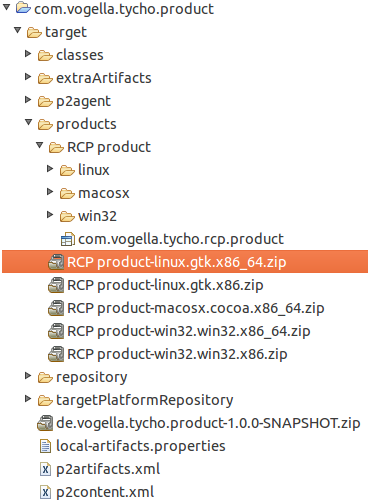 com.vogella.tycho.product
target
classes
extraArtifacts
p2agent
products
RCP product
linux
macosx
win32
com.vogella.tycho.rcp.product
RCP product-linux.gtk.x86_64.zip
RCP product-linux.gtk.x86.zip
RCP product-macosx.cocoa.x86_64.zip
RCP product-win32.win32.x86_64.zip
RCP product-win32.win32.x86.zip
repository
targetPlatformRepository
de.vogella.tycho.product-1.0.0-SNAPSHOT.zip
local-artifacts.properties
p2artifacts.xml
p2content.xml